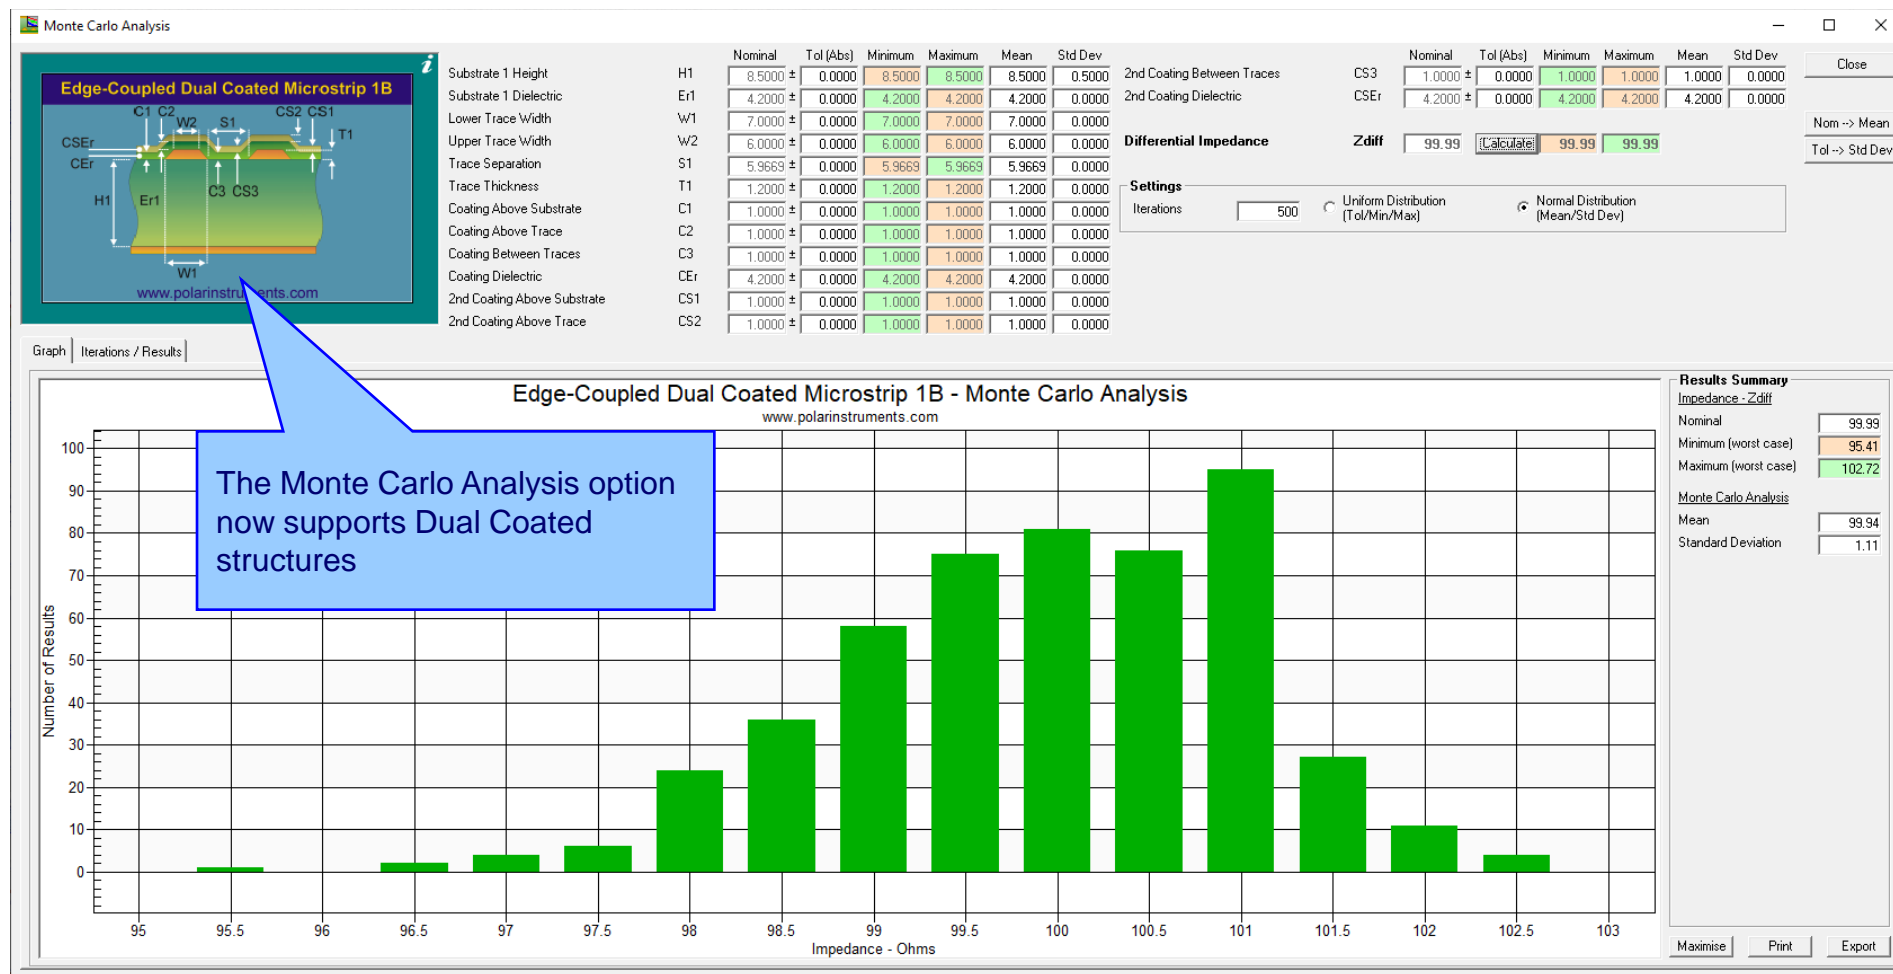 Monte Carlo Analysis
i
Edge-Coupled Dual Coated Microstrip 1B
C1 C2 W2 S1 CS2 CS1 T1
CSEr
CEr
H1 Er1 C3 CS3
W1
www.polarinstruments.com
Nominal Tol (Abs) Minimum Maximum Mean Std Dev
Substrate 1 Height H1 8.5000 ± 0.0000 8.5000 8.5000 8.5000 0.5000
Substrate 1 Dielectric Er1 4.2000 ± 0.0000 4.2000 4.2000 4.2000 0.0000
Lower Trace Width W1 7.0000 ± 0.0000 7.0000 7.0000 7.0000 0.0000
Upper Trace Width W2 6.0000 ± 0.0000 6.0000 6.0000 6.0000 0.0000
Trace Separation S1 5.9669 ± 0.0000 5.9669 5.9669 5.9669 0.0000
Trace Thickness T1 1.2000 ± 0.0000 1.2000 1.2000 1.2000 0.0000
Coating Above Substrate C1 1.0000 ± 0.0000 1.0000 1.0000 1.0000 0.0000
Coating Above Trace C2 1.0000 ± 0.0000 1.0000 1.0000 1.0000 0.0000
Coating Between Traces C3 1.0000 ± 0.0000 1.0000 1.0000 1.0000 0.0000
Coating Dielectric CEr 4.2000 ± 0.0000 4.2000 4.2000 4.2000 0.0000
2nd Coating Above Substrate CS1 1.0000 ± 0.0000 1.0000 1.0000 1.0000 0.0000
2nd Coating Above Trace CS2 1.0000 ± 0.0000 1.0000 1.0000 1.0000 0.0000
Nominal Tol (Abs) Minimum Maximum Mean Std Dev
2nd Coating Between Traces CS3 1.0000 ± 0.0000 1.0000 1.0000 1.0000 0.0000
2nd Coating Dielectric CSEr 4.2000 ± 0.0000 4.2000 4.2000 4.2000 0.0000
Differential Impedance Zdiff 99.99 Calculate 99.99 99.99
Settings
Iterations 500
Uniform Distribution
(Tol/Min/Max)
Normal Distribution
(Mean/Std Dev)
Close
Nom --> Mean
Tol --> Std Dev
Graph Iterations / Results
Edge-Coupled Dual Coated Microstrip 1B - Monte Carlo Analysis
www.polarinstruments.com
The Monte Carlo Analysis option
now supports Dual Coated
structures
Number of Results
100
90
80
70
60
50
40
30
20
10
0
95 95.5 96 96.5 97 97.5 98 98.5 99 99.5 100 100.5 101 101.5 102 102.5 103
Impedance - Ohms
Results Summary
Impedance - Zdiff
Nominal 99.99
Minimum (worst case) 95.41
Maximum (worst case) 102.72
Monte Carlo Analysis
Mean 99.94
Standard Deviation 1.11
Maximise Print Export